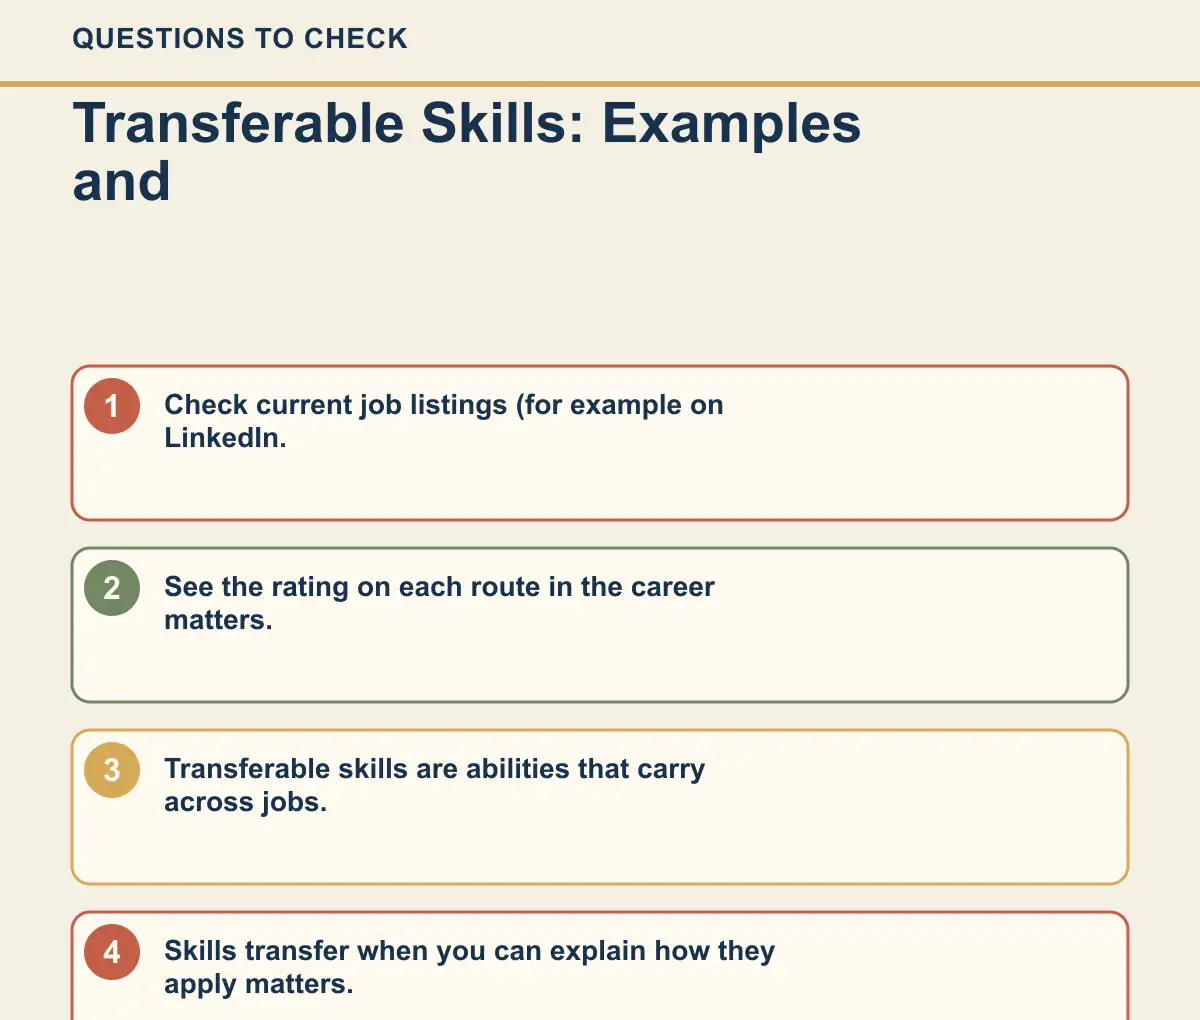 QUESTIONS TO CHECK
Transferable Skills: Examples
and
1
Check current job listings (for example on
LinkedIn.
2
See the rating on each route in the career
matters.
3
Transferable skills are abilities that carry
across jobs.
4
Skills transfer when you can explain how they
apply matters.